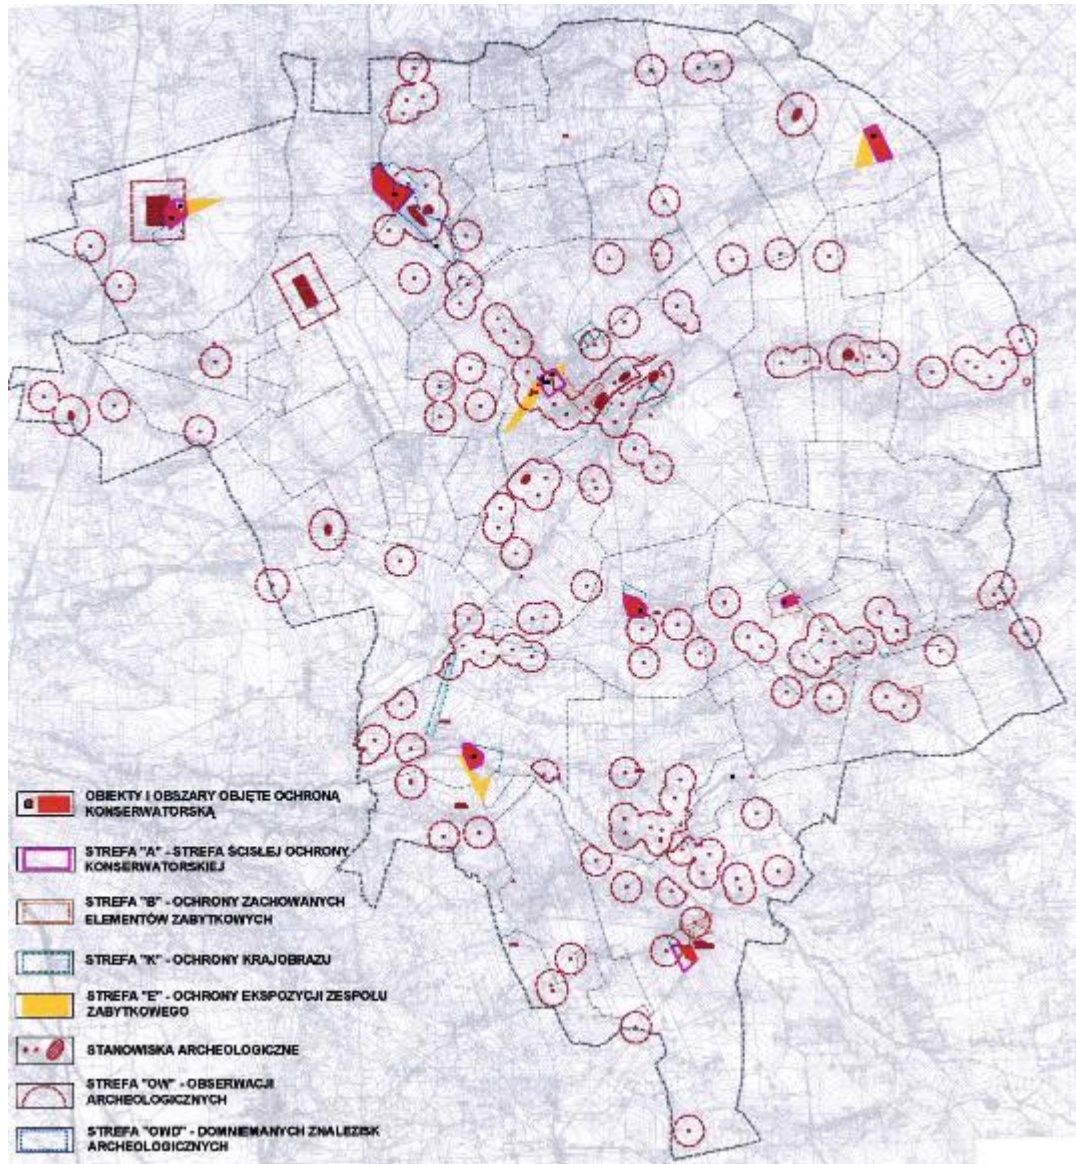 OBIEKTY I OBSZARY OBJĘTE OCHRONĄ
KONSERWATORSKĄ
STREFA "A" - STREFA ŚCISŁEJ OCHRONY
KONSERWATORSKIEJ
STREFA "B" - OCHRONY ZACHOWANYCH
ELEMENTÓW ZABYTKOWYCH
STREFA "K" - OCHRONY KRAJOBRAZU
STREFA "E" - OCHRONY EKSPOZYCJI ZESPOŁU
ZABYTKOWEGO
STANOWISKA ARCHEOLOGICZNE
STREFA "OW" - OBSERWACJI
ARCHEOLOGICZNYCH
STREFA "OWD" - DOMNIEMANYCH ZNALEZISK
ARCHEOLOGICZNYCH